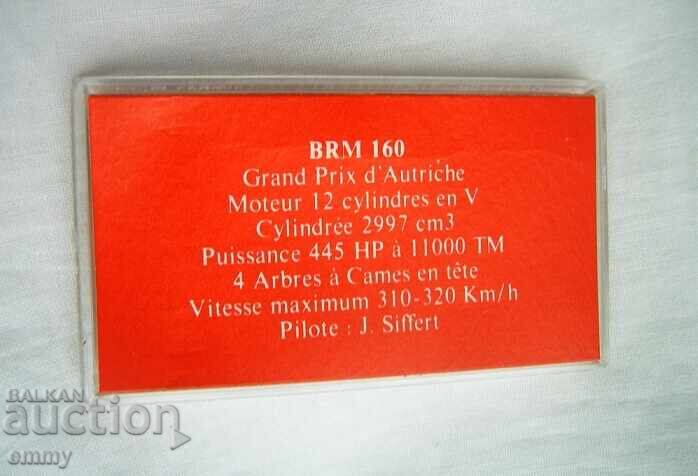 BRM 160
Grand Prix d'Autriche
Moteur 12 cylindres en V
Cylindrée 2997 cm3
Puissance 445 HP à 11000 TM
4 Arbres à Cames en tête
Vitesse maximum 310-320 Km/h
Pilote : J. Siffert
BALKAN
auction
emmy